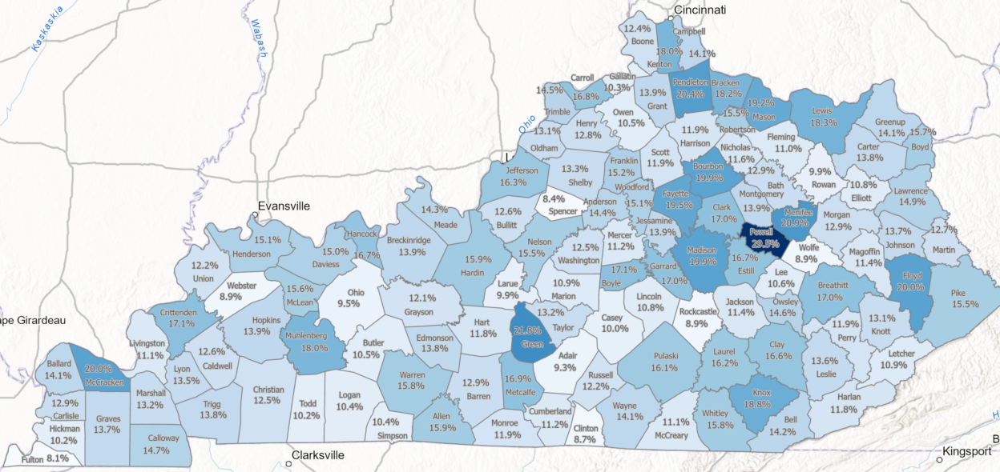 Cincinnati
Kaskaskia
Wabash
12.4%
Boone
Campbell
18.0%
14.1%
Kenton
Carroll
Gallatin
10.3%
14.5%
16.8%
Trimble
13.9%
Grant
Pendleton
20.4%
Bracken
18.2%
19.2%
Mason
15.5%
Robertson
Lewis
18.3%
Greenup
14.1%
15.7%
Boyd
Ohio
13.1%
Oldham
Henry
12.8%
Owen
10.5%
11.9%
Harrison
Nicholas
11.6%
Fleming
11.0%
Carter
13.8%
L
Jefferson
16.3%
13.3%
Shelby
Franklin
15.2%
Scott
11.9%
Bourbon
19.9%
12.9%
Bath
9.9%
Rowan
10.8%
Elliott
Lawrence
14.9%
8.4%
Spencer
Anderson
14.4%
Woodford
15.1%
Fayette
19.5%
Clark
17.0%
Montgomery
13.9%
Menifee
20.9%
Morgan
12.9%
13.7%
Johnson
12.7%
Martin
Evansville
14.3%
Meade
12.6%
Bullitt
Nelson
15.5%
12.5%
Washington
Mercer
11.2%
Jessamine
13.9%
Madison
19.9%
Powell
29.5%
Wolfe
8.9%
Magoffin
11.4%
Floyd
20.0%
Pike
15.5%
15.1%
Henderson
15.0%
Daviess
Hancock
16.7%
Breckinridge
13.9%
15.9%
Hardin
Larue
9.9%
10.9%
Marion
17.1%
Boyle
Garrard
17.0%
16.7%
Estill
Lee
10.6%
Breathitt
17.0%
12.2%
Union
Webster
8.9%
15.6%
McLean
Ohio
9.5%
12.1%
Grayson
Hart
11.8%
21.8%
Green
13.2%
Taylor
Casey
10.0%
Lincoln
10.8%
Rockcastle
8.9%
Jackson
11.4%
Owsley
14.6%
11.9%
Perry
13.1%
Knott
Letcher
10.9%
ape Girardeau
Crittenden
17.1%
Hopkins
13.9%
Muhlenberg
18.0%
Butler
10.5%
Edmonson
13.8%
Adair
9.3%
Pulaski
16.1%
Laurel
16.2%
Clay
16.6%
13.6%
Leslie
Livingston
11.1%
12.6%
Caldwell
Lyon
13.5%
Ballard
14.1%
20.0%
McCracken
Marshall
13.2%
Trigg
13.8%
Christian
12.5%
Todd
10.2%
Logan
10.4%
Warren
15.8%
12.9%
Barren
16.9%
Metcalfe
Russell
12.2%
Wayne
14.1%
Knox
18.8%
Harlan
11.8%
12.9%
Carlisle
Hickman
10.2%
Graves
13.7%
Calloway
14.7%
Fulton 8.1%
10.4%
Simpson
Allen
15.9%
Monroe
11.9%
Cumberland
11.2%
Clinton
8.7%
11.1%
McCreary
Whitley
15.8%
Bell
14.2%
Clarksville
Kingsport
H
B